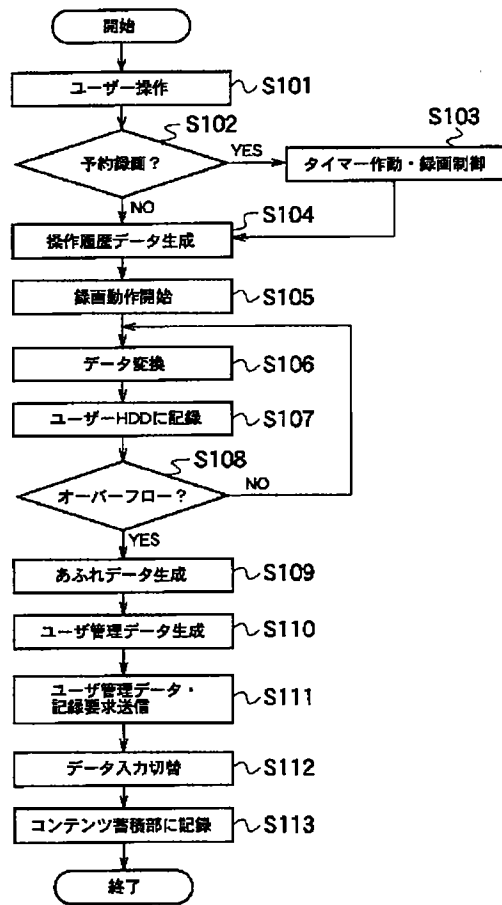 開始
ユーザー操作
S101
S102
予約録画?
YES
S103
タイマー作動・録画制御
NO
S104
操作履歴データ生成
録画動作開始
S105
データ変換
S106
ユーザーHDDに記録
S107
S108
オーバーフロー?
NO
YES
あふれデータ生成
S109
ユーザ管理データ生成
S110
ユーザ管理データ・
記録要求送信
S111
データ入力切替
S112
コンテンツ蓄積部に記録
S113
終了